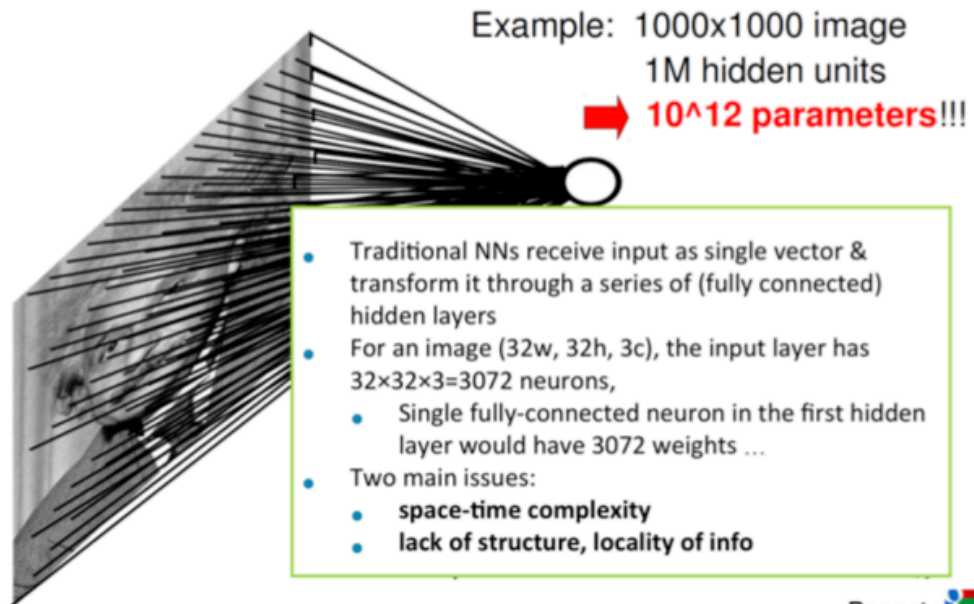 Example: 1000x1000 image
1M hidden units
10^12 parameters!!!
Traditional NNs receive input as single vector &
transform it through a series of (fully connected)
hidden layers
For an image (32w, 32h, 3c), the input layer has
32×32×3=3072 neurons,
Single fully-connected neuron in the first hidden
layer would have 3072 weights ...
Two main issues:
space-time complexity
lack of structure, locality of info